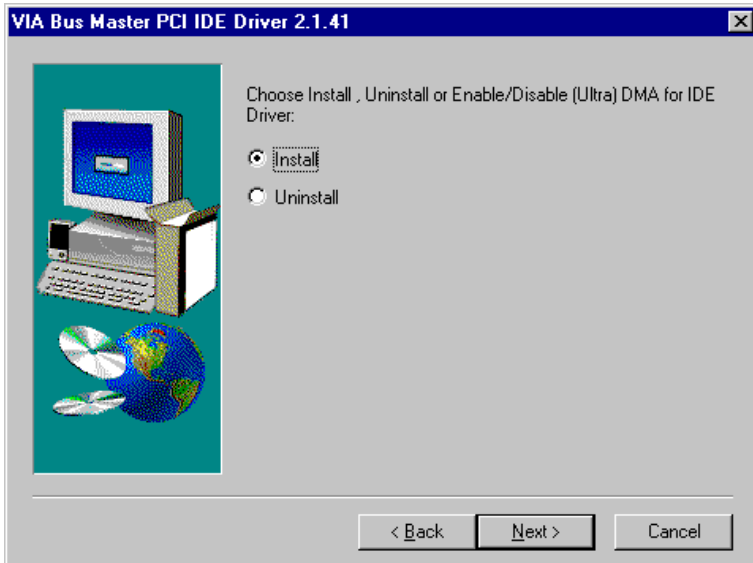 VIA Bus Master PCI IDE Driver 2.1.41
Choose Install , Uninstall or Enable/Disable (Ultra) DMA for IDE
Driver:
Install
Uninstall
< Back
Next >
Cancel